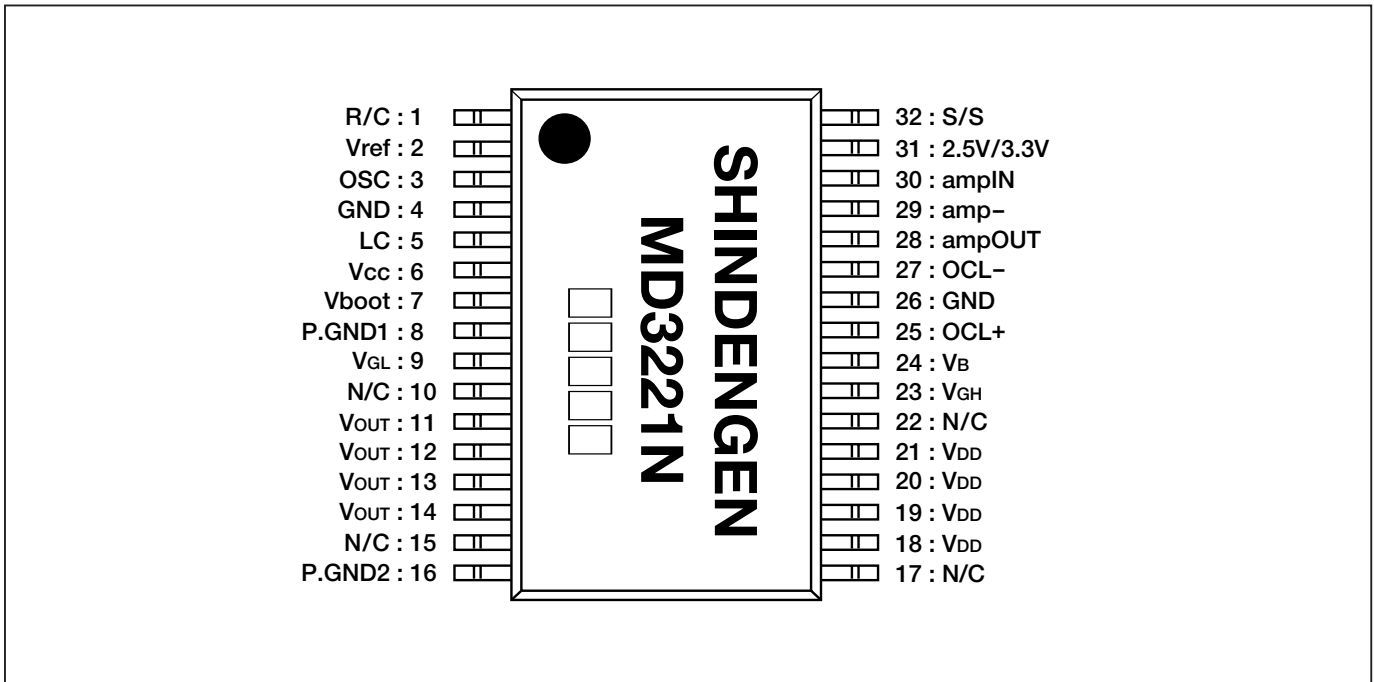 R/C : 1
Vref : 2
OSC : 3
GND : 4
LC : 5
Vcc : 6
Vboot : 7
P.GND1 : 8
VGL : 9
N/C : 10
VOUT : 11
VOUT : 12
VOUT : 13
VOUT : 14
N/C : 15
P.GND2 : 16
SHINDENGEN
MD3221N
32 : S/S
31 : 2.5V/3.3V
30 : ampIN
29 : amp−
28 : ampOUT
27 : OCL−
26 : GND
25 : OCL+
24 : VB
23 : VGH
22 : N/C
21 : VDD
20 : VDD
19 : VDD
18 : VDD
17 : N/C